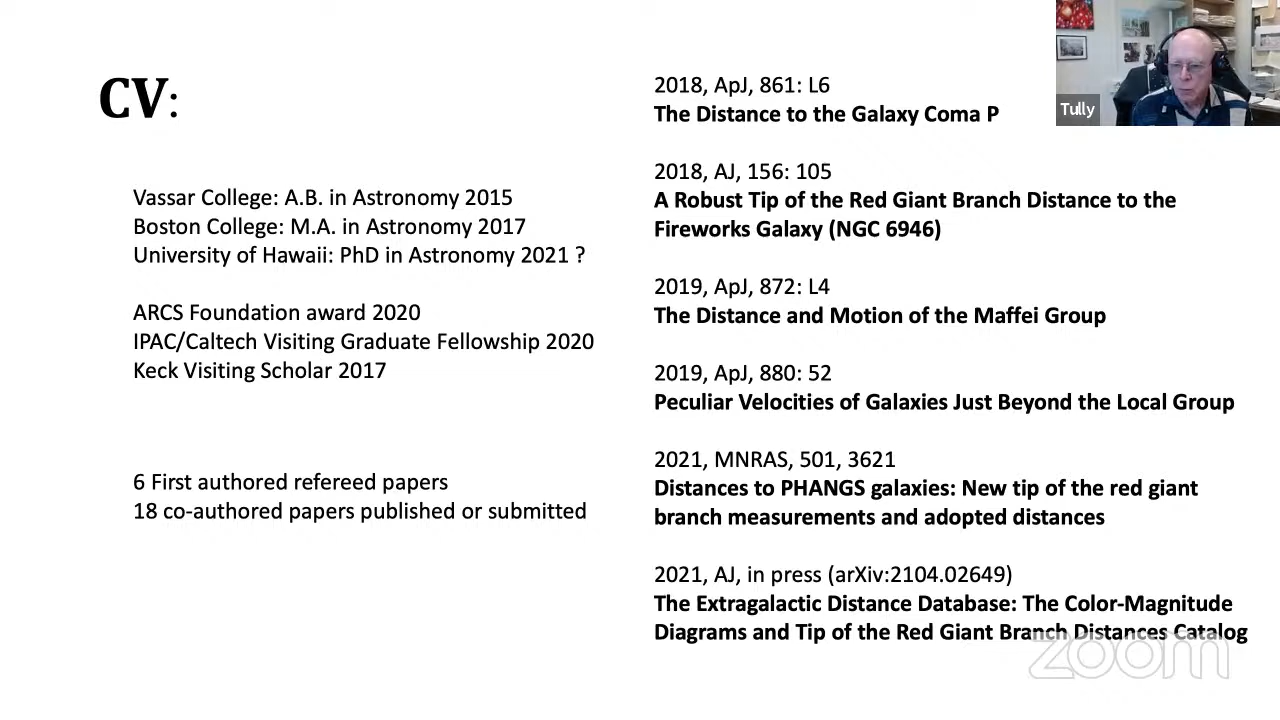 CV:
Vassar College: A.B. in Astronomy 2015
Boston College: M.A. in Astronomy 2017
University of Hawaii: PhD in Astronomy 2021 ?
ARCS Foundation award 2020
IPAC/Caltech Visiting Graduate Fellowship 2020
Keck Visiting Scholar 2017
6 First authored refereed papers
18 co-authored papers published or submitted
2018, ApJ, 861: L6
The Distance to the Galaxy Coma P
2018, AJ, 156: 105
A Robust Tip of the Red Giant Branch Distance to the
Fireworks Galaxy (NGC 6946)
2019, ApJ, 872: L4
The Distance and Motion of the Maffei Group
2019, ApJ, 880: 52
Peculiar Velocities of Galaxies Just Beyond the Local Group
2021, MNRAS, 501, 3621
Distances to PHANGS galaxies: New tip of the red giant
branch measurements and adopted distances
2021, AJ, in press (arXiv:2104.02649)
The Extragalactic Distance Database: The Color-Magnitude
Diagrams and Tip of the Red Giant Branch Distances Catalog
Tully
zoom